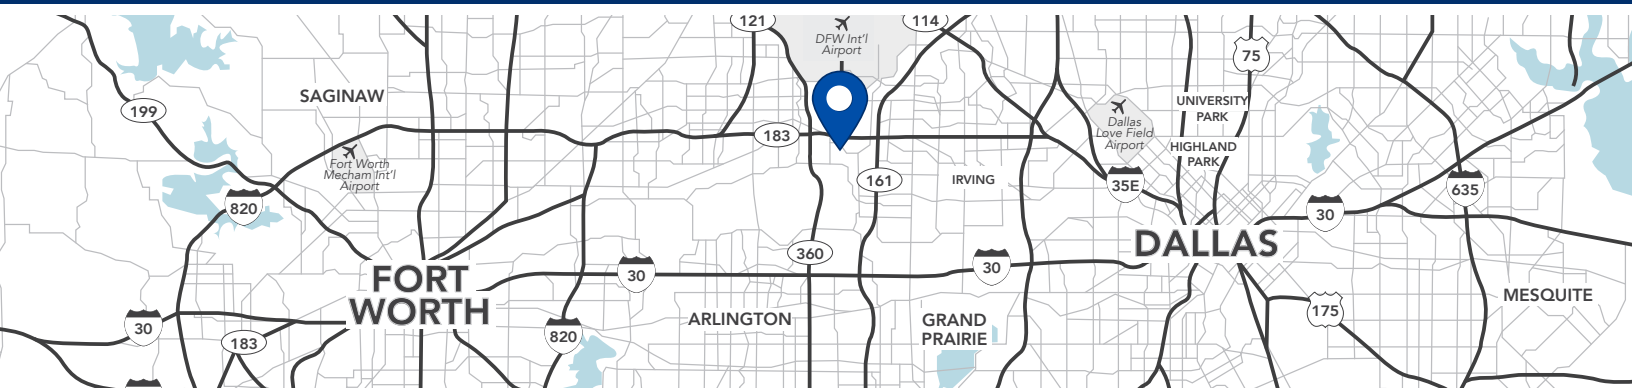 121
114
DFW Int'l
Airport
75
SAGINAW
199
UNIVERSITY
PARK
Dallas
Love Field
Airport
183
HIGHLAND
PARK
Fort Worth
Mecham Int'l
Airport
161
IRVING
35E
635
820
30
DALLAS
360
FORT
WORTH
30
30
MESQUITE
175
ARLINGTON
GRAND
PRAIRIE
30
183
820